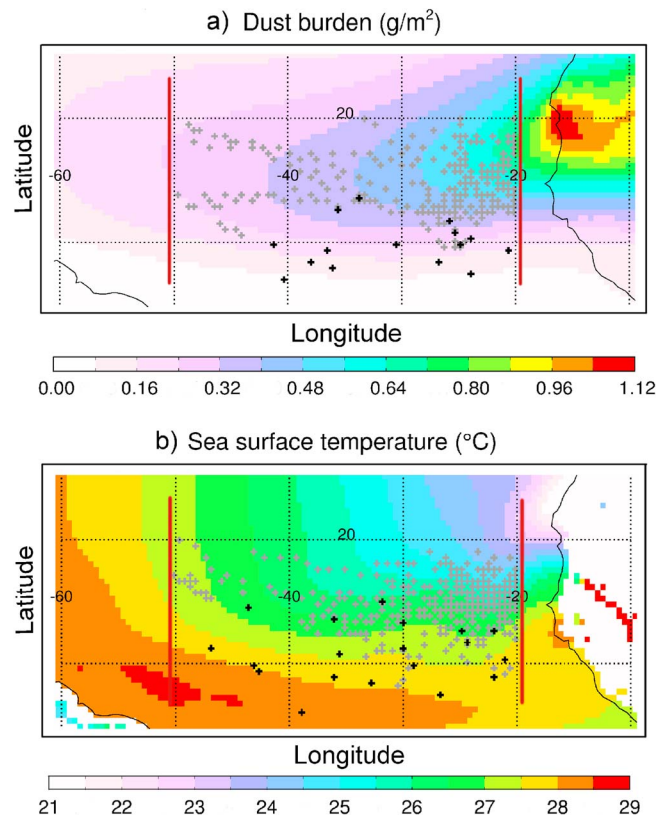 a) Dust burden (g/m²)
Latitude
20
-60
-40
-20
Longitude
0.00 0.16 0.32 0.48 0.64 0.80 0.96 1.12
b) Sea surface temperature (°C)
Latitude
20
-60
-40
-20
Longitude
21 22 23 24 25 26 27 28 29